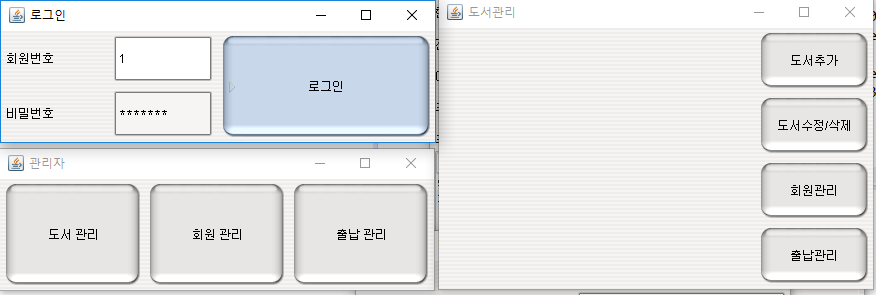 로그인
회원번호
1
로그인
비밀번호
*******
관리자
도서 관리
회원 관리
출납 관리
도서관리
도서추가
도서수정/삭제
회원관리
출납관리